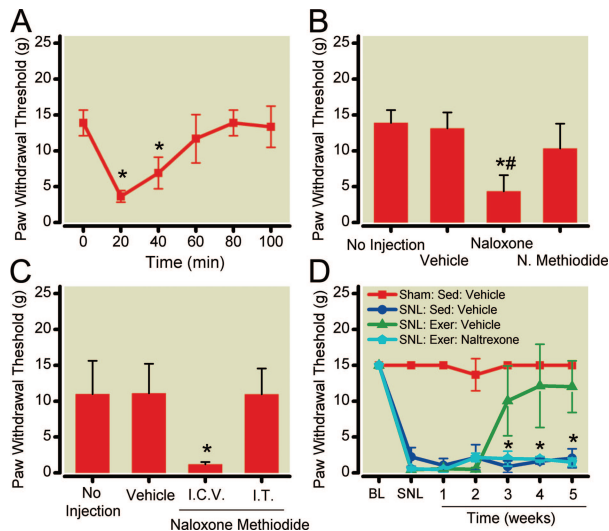 A
Paw Withdrawal Threshold (g)
25
20
15
10
5
0
*
*
0 20 40 60 80 100
Time (min)
B
Paw Withdrawal Threshold (g)
25
20
15
10
5
0
*#
No Injection Naloxone
Vehicle N. Methiodide
C
Paw Withdrawal Threshold (g)
25
20
15
10
5
0
*
No Vehicle I.C.V. I.T.
Injection
Naloxone Methiodide
D
Paw Withdrawal Threshold (g)
25
20
15
10
5
0
Sham: Sed: Vehicle
SNL: Sed: Vehicle
SNL: Exer: Vehicle
SNL: Exer: Naltrexone
* * *
BL SNL 1 2 3 4 5
Time (weeks)